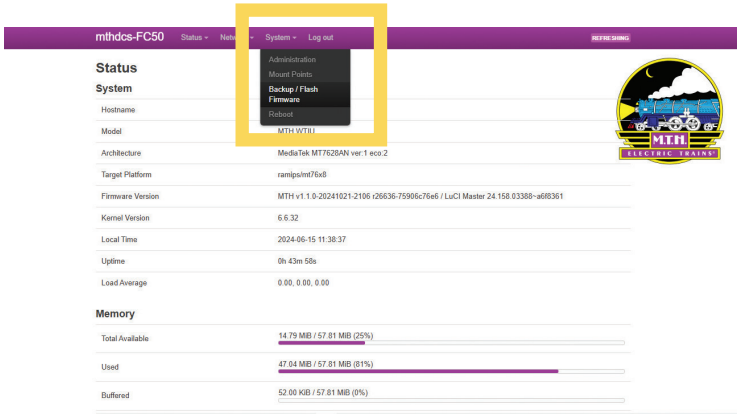 mthdcs-FC50 Status Network System Log out REFRESHING
Administration
Mount Points
Backup / Flash
Firmware
Reboot
Status
System
Hostname
Model MTH WTIU
Architecture MediaTek MT7628AN ver:1 eco:2
Target Platform ramips/mt76x8
Firmware Version MTH v1.1.0-20241021-2106 r26636-75906c76e6 / LuCI Master 24.158.03388~a6f8361
Kernel Version 6.6.32
Local Time 2024-06-15 11:38:37
Uptime 0h 43m 58s
Load Average 0.00, 0.00, 0.00
M.T.H.
ELECTRIC TRAINS
Memory
Total Available 14.79 MiB / 57.81 MiB (25%)
Used 47.04 MiB / 57.81 MiB (81%)
Buffered 52.00 KiB / 57.81 MiB (0%)